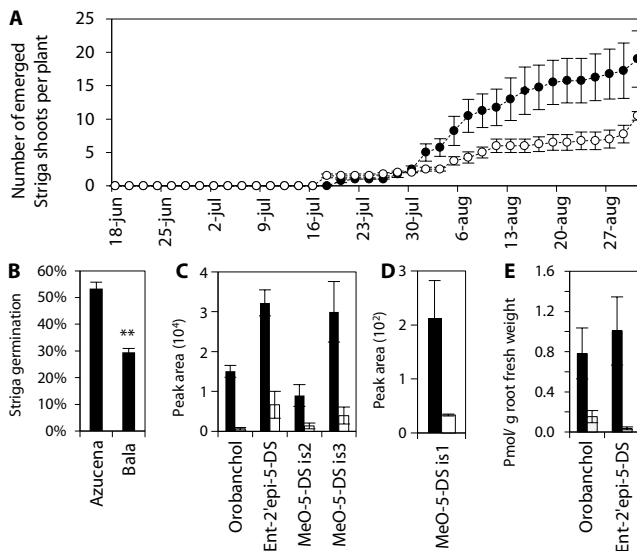 A
Number of emerged
Striga shoots per plant
25
20
15
10
5
0
18-jun
25-jun
2-jul
9-jul
16-jul
23-jul
30-jul
6-aug
13-aug
20-aug
27-aug
B
Striga germination
60%
50%
40%
30%
20%
10%
0%
**
Azucena
Bala
C
Peak area (10⁴)
4
3
2
1
0
Orobanchol
Ent-2'epi-5-DS
MeO-5-DS is2
MeO-5-DS is3
D
Peak area (10²)
3
2
1
0
MeO-5-DS is1
E
Pmol/ g root fresh weight
1.6
1.2
0.8
0.4
0.0
Orobanchol
Ent-2'epi-5-DS